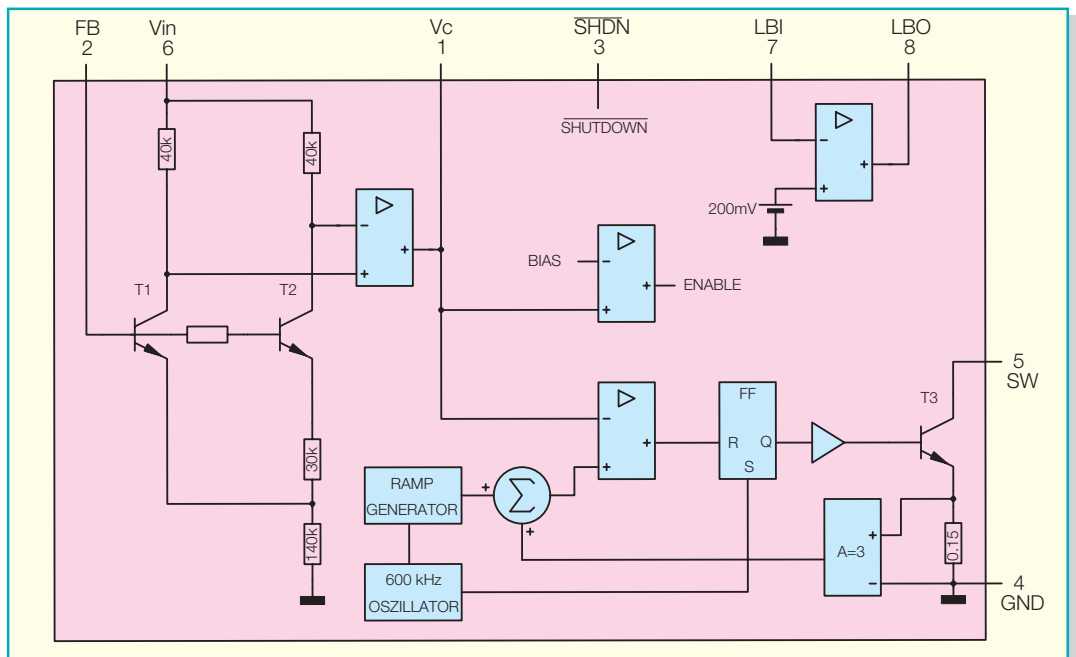 FB Vin Vc SHDN LBI LBO
2 6 1 3 7 8
SHUTDOWN
40k 40k
200mV
BIAS
ENABLE
T1 T2
5
SW
T3
FF
R Q
S
30k
RAMP
GENERATOR
+ Σ +
140k
A=3
0.15
600 kHz
OSZILLATOR
4
GND
- +
+
- +
+
- +
+
- +
+
+
-